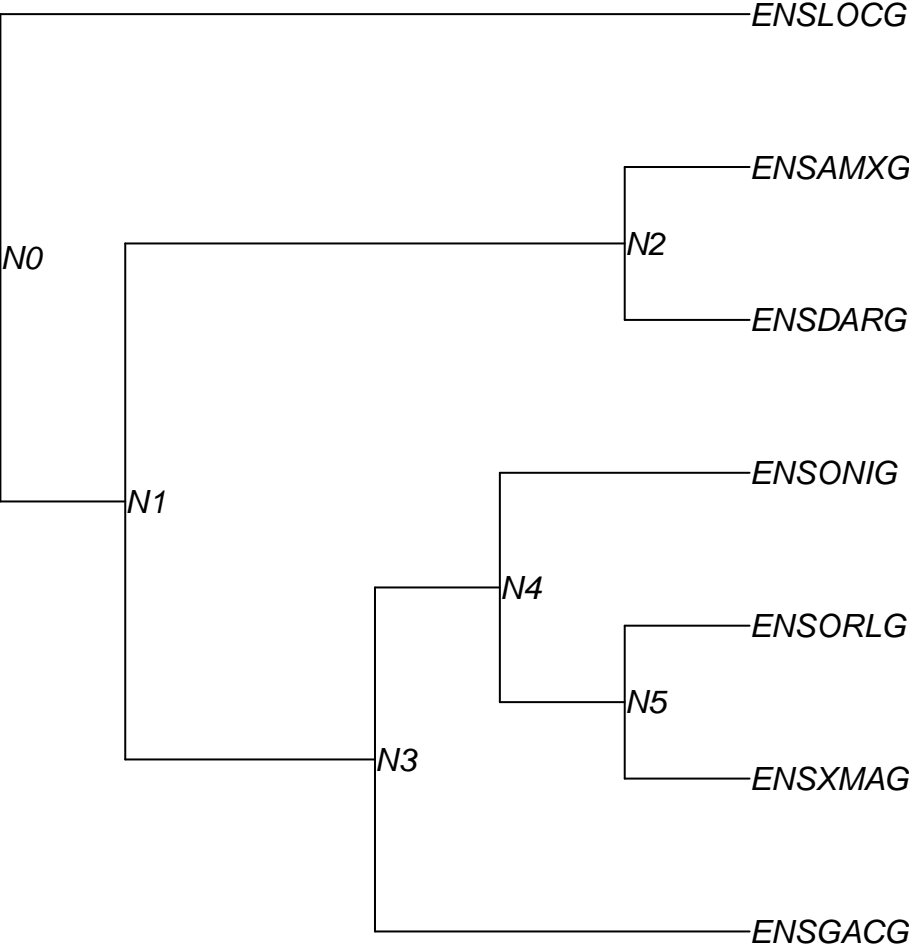 ENSLOCG
ENSAMXG
N2
N0
ENSDARG
ENSONIG
N1
N4
ENSORLG
N5
N3
ENSXMAG
ENSGACG